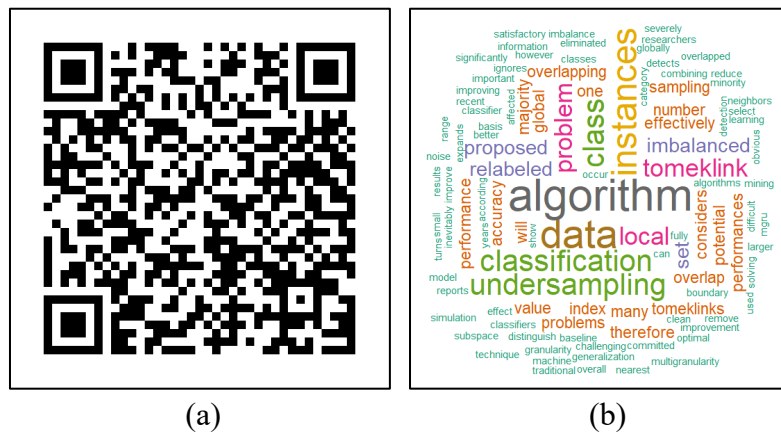 severely
satisfactory imbalance
researchers
information eliminated
globally
significantly however
overlapped
ignores classes
detects
important overlapping
combining reduce
improving
category
sampling
minority
recent
affected
majority
global
one
problem
class
instances
number
detection
neighbors
select
learning
classifier
effectively
range
expands
basis
better
proposed
imbalanced
obvious
noise
relabeled
occur
tomeklink
results
improve
algorithm
algorithms mining
turns
small
inevitably
years
according
accuracy
performance
will
show
data
local
can
fully
set
considers
potential
performances
difficult
mgru
larger
solving
used
classification
model
undersampling
overlap
reports
boundary
simulation
effect
value
index
many
tomeklinks
classifiers
problems
therefore
clean
remove
improvement
subspace
distinguish
baseline
optimal
technique
granularity
challenging
committed
machine
generalization
multigranularity
traditional
overall
nearest
(a)
(b)